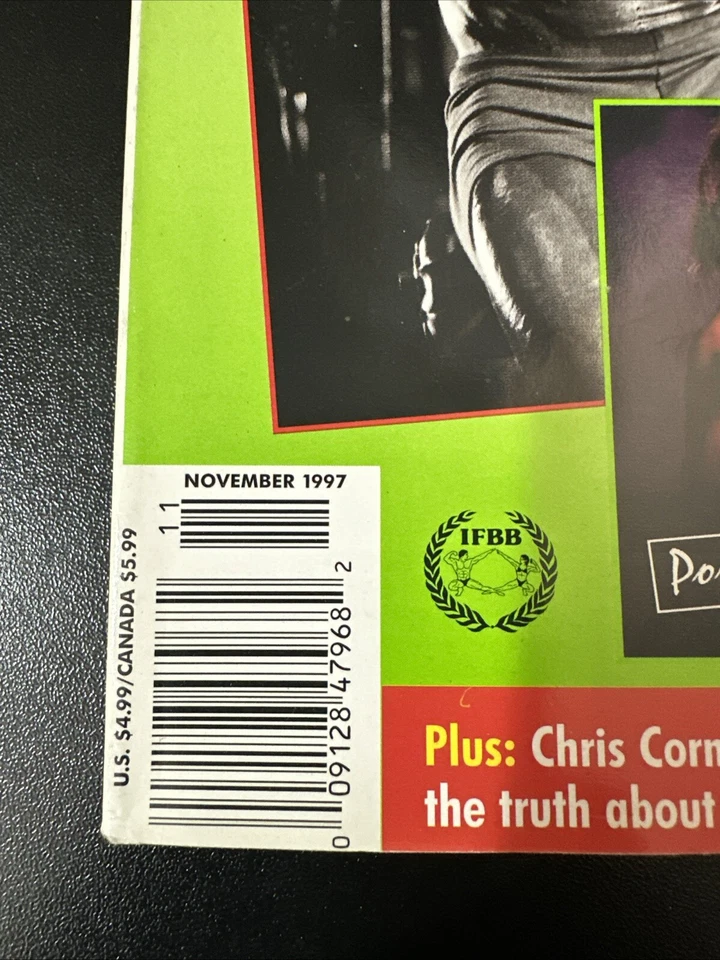 NOVEMBER 1997
11
U.S. $4.99/CANADA $5.99
0 09128 47968 2
IFBB
Plus: Chris Corn
the truth about